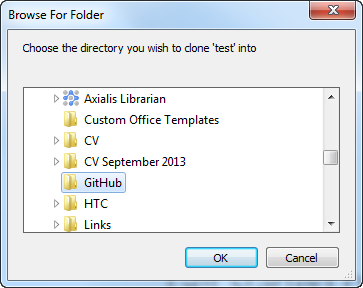 Browse For Folder
Choose the directory you wish to clone 'test' into
Axialis Librarian
Custom Office Templates
CV
CV September 2013
GitHub
HTC
Links
OK
Cancel